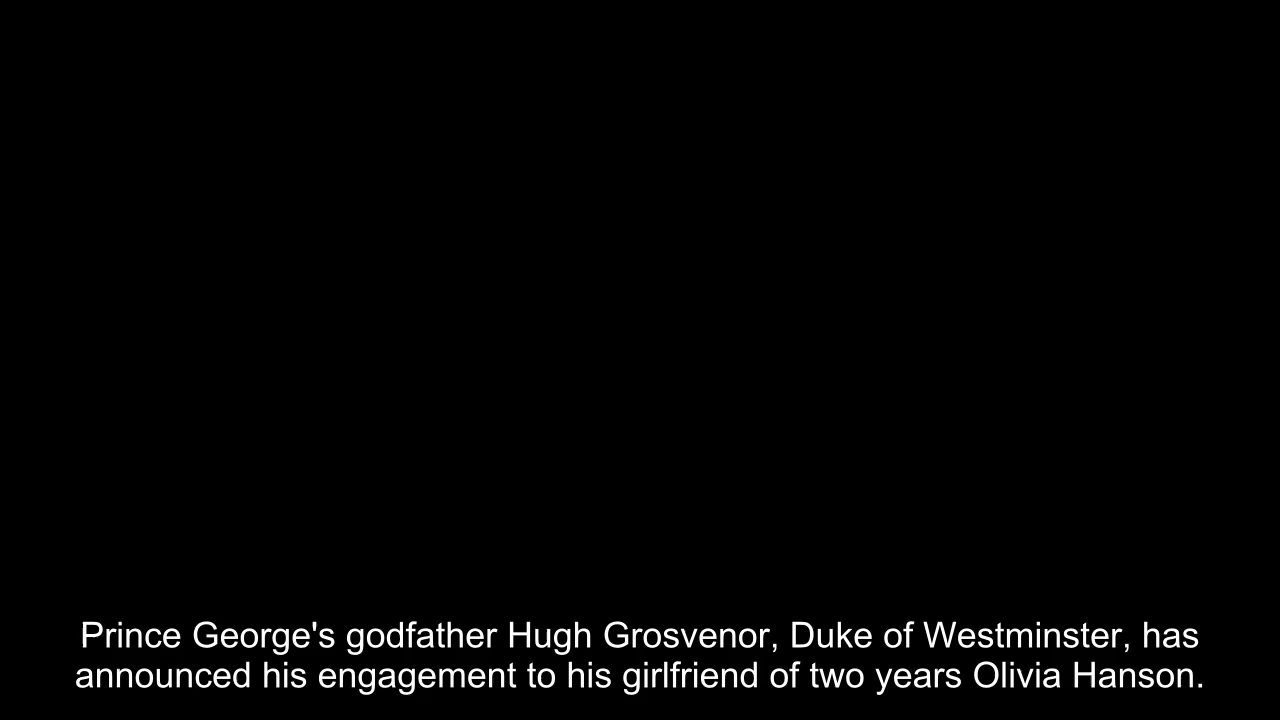 Prince George's godfather Hugh Grosvenor, Duke of Westminster, has
announced his engagement to his girlfriend of two years Olivia Hanson.